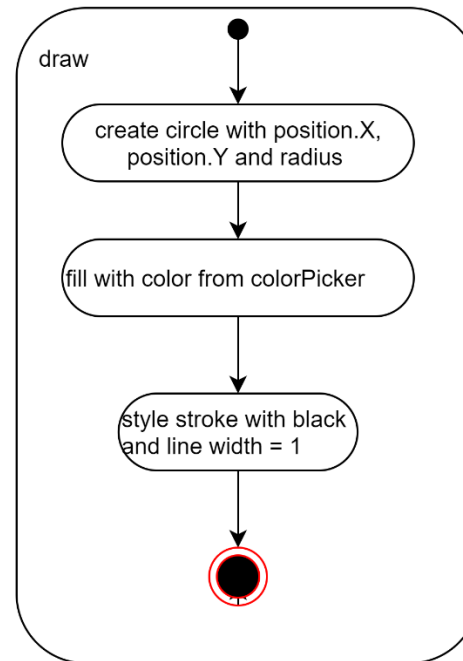 draw
create circle with position.X,
position.Y and radius
fill with color from colorPicker
style stroke with black
and line width = 1